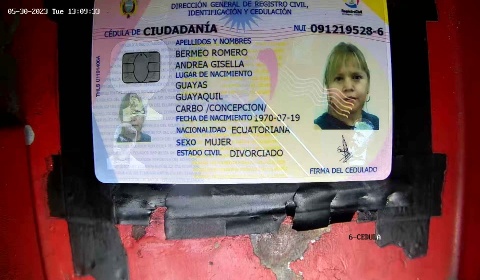 05-30-2023 Tue 13:09:33
DIRECCIÓN GENERAL DE REGISTRO CIVIL,
IDENTIFICACIÓN Y CEDULACIÓN
CÉDULA DE CIUDADANÍA
NUI 091219528-6
APELLIDOS Y NOMBRES
BERMEO ROMERO
ANDREA GISELLA
LUGAR DE NACIMIENTO
GUAYAS
GUAYAQUIL
CARBO /CONCEPCION/
FECHA DE NACIMIENTO 1970-07-19
NACIONALIDAD ECUATORIANA
SEXO MUJER
ESTADO CIVIL DIVORCIADO
FIRMA DEL CEDULADO
6-CEDULA